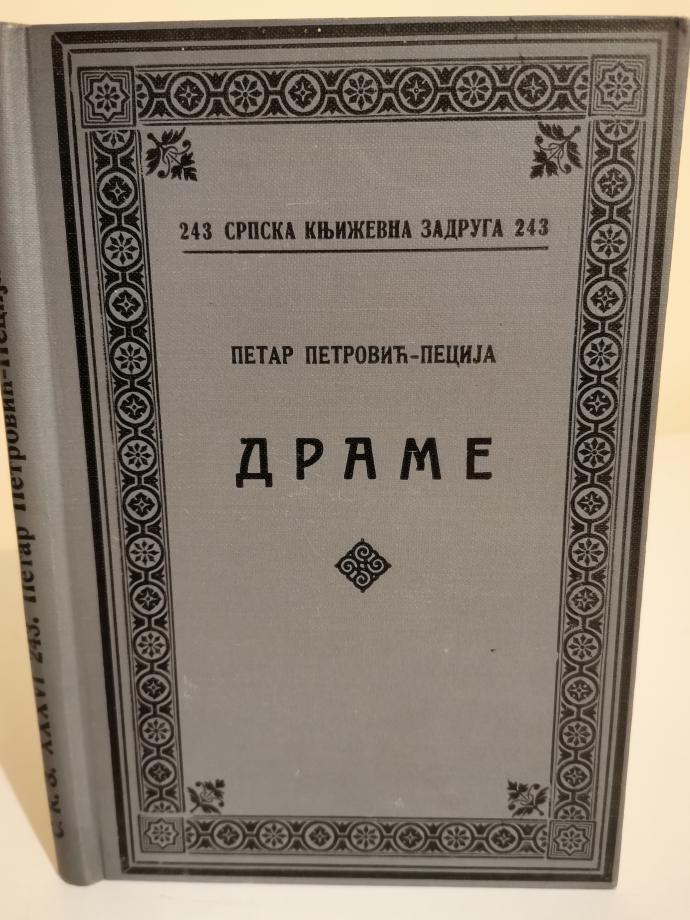 243 СРПСКА КЊИЖЕВНА ЗАДРУГА 243
ПЕТАР ПЕТРОВИЋ-ПЕЦИЈА
ДРАМЕ
С. К. З. XXXVI 243. Петар Петровић-Пеција